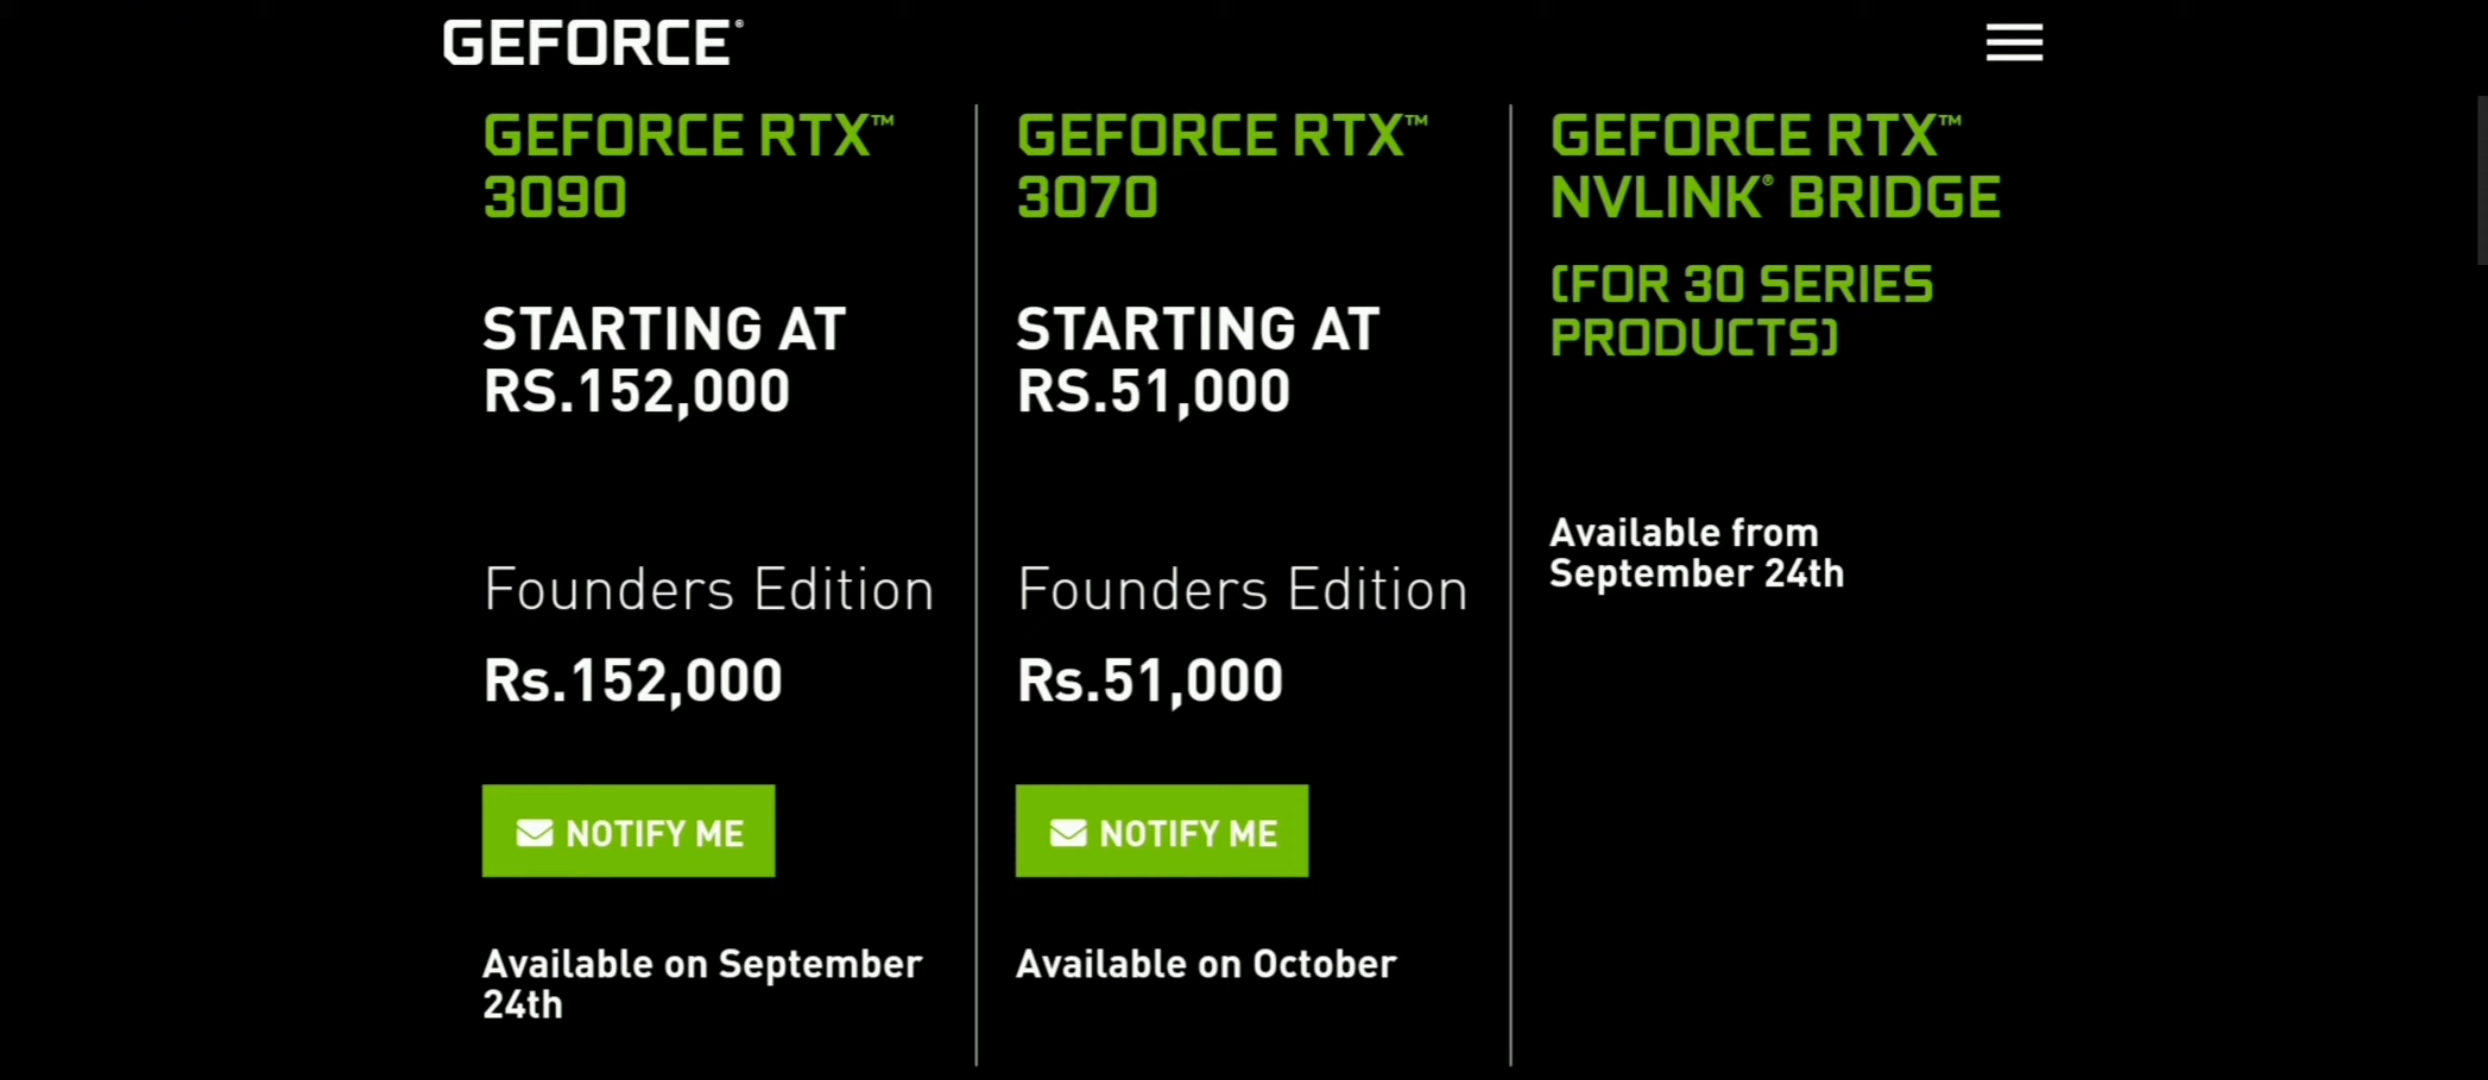 GEFORCE®
GEFORCE RTX™
3090
STARTING AT
RS.152,000
Founders Edition
Rs.152,000
NOTIFY ME
Available on September
24th
GEFORCE RTX™
3070
STARTING AT
RS.51,000
Founders Edition
Rs.51,000
NOTIFY ME
Available on October
GEFORCE RTX™
NVLINK® BRIDGE
(FOR 30 SERIES
PRODUCTS)
Available from
September 24th